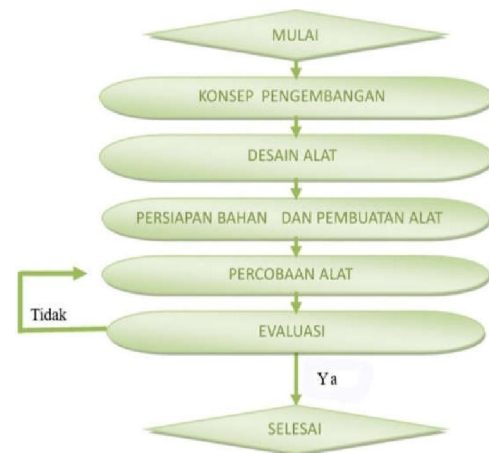 MULAI
KONSEP PENGEMBANGAN
DESAIN ALAT
PERSIAPAN BAHAN DAN PEMBUATAN ALAT
PERCOBAAN ALAT
Tidak
EVALUASI
Ya
SELESAI